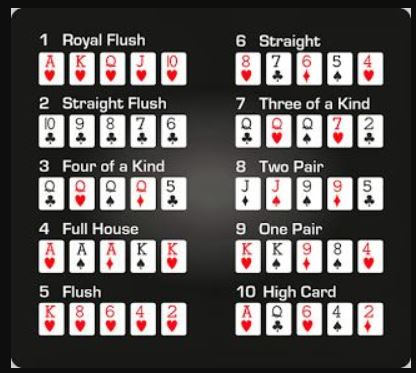 1 Royal Flush
A K Q J 10
2 Straight Flush
10 9 8 7 6
3 Four of a Kind
Q Q Q Q 5
4 Full House
A A A K K
5 Flush
K 8 6 4 2
6 Straight
8 7 6 5 4
7 Three of a Kind
Q Q Q 7 2
8 Two Pair
J J 9 9 5
9 One Pair
K K 9 8 4
10 High Card
A Q 6 4 2